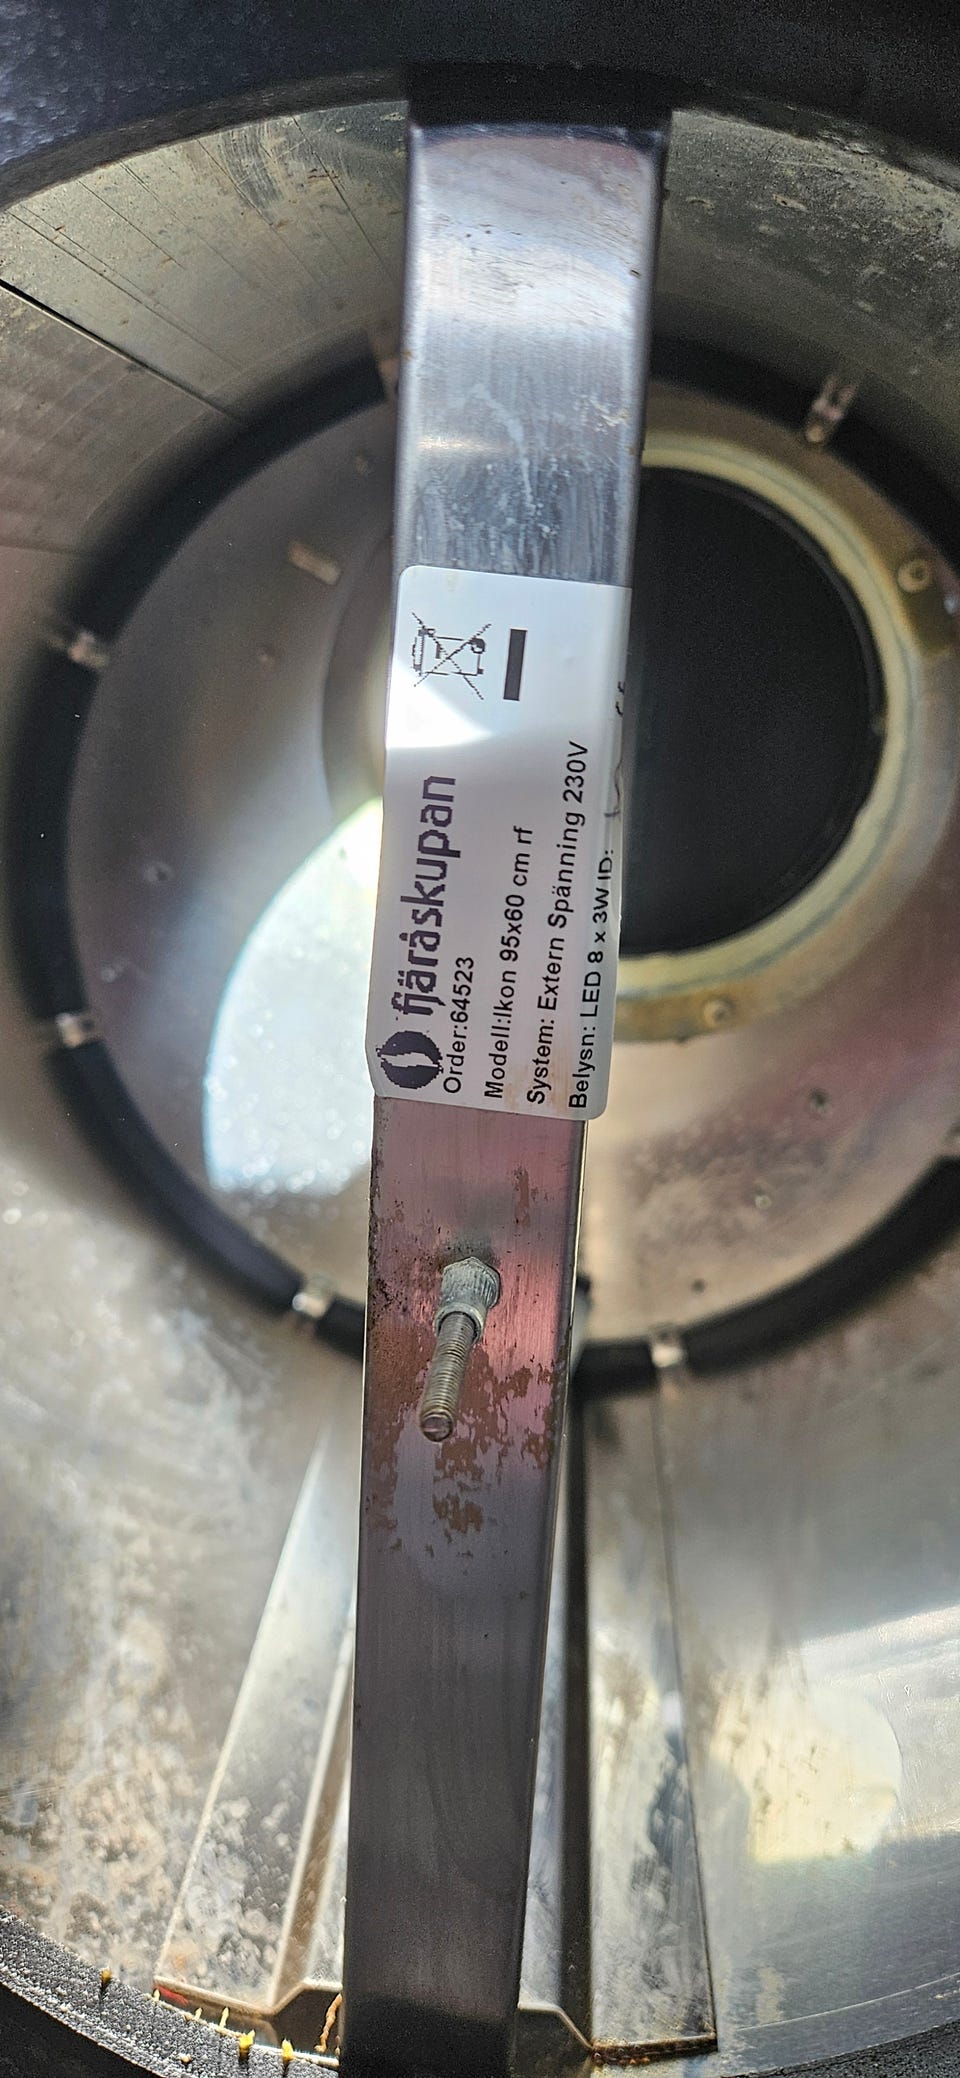 fjäråskupan
Order:64523
Modell:Ikon 95x60 cm rf
System: Extern Spänning 230V
Belysn: LED 8 x 3W ID: